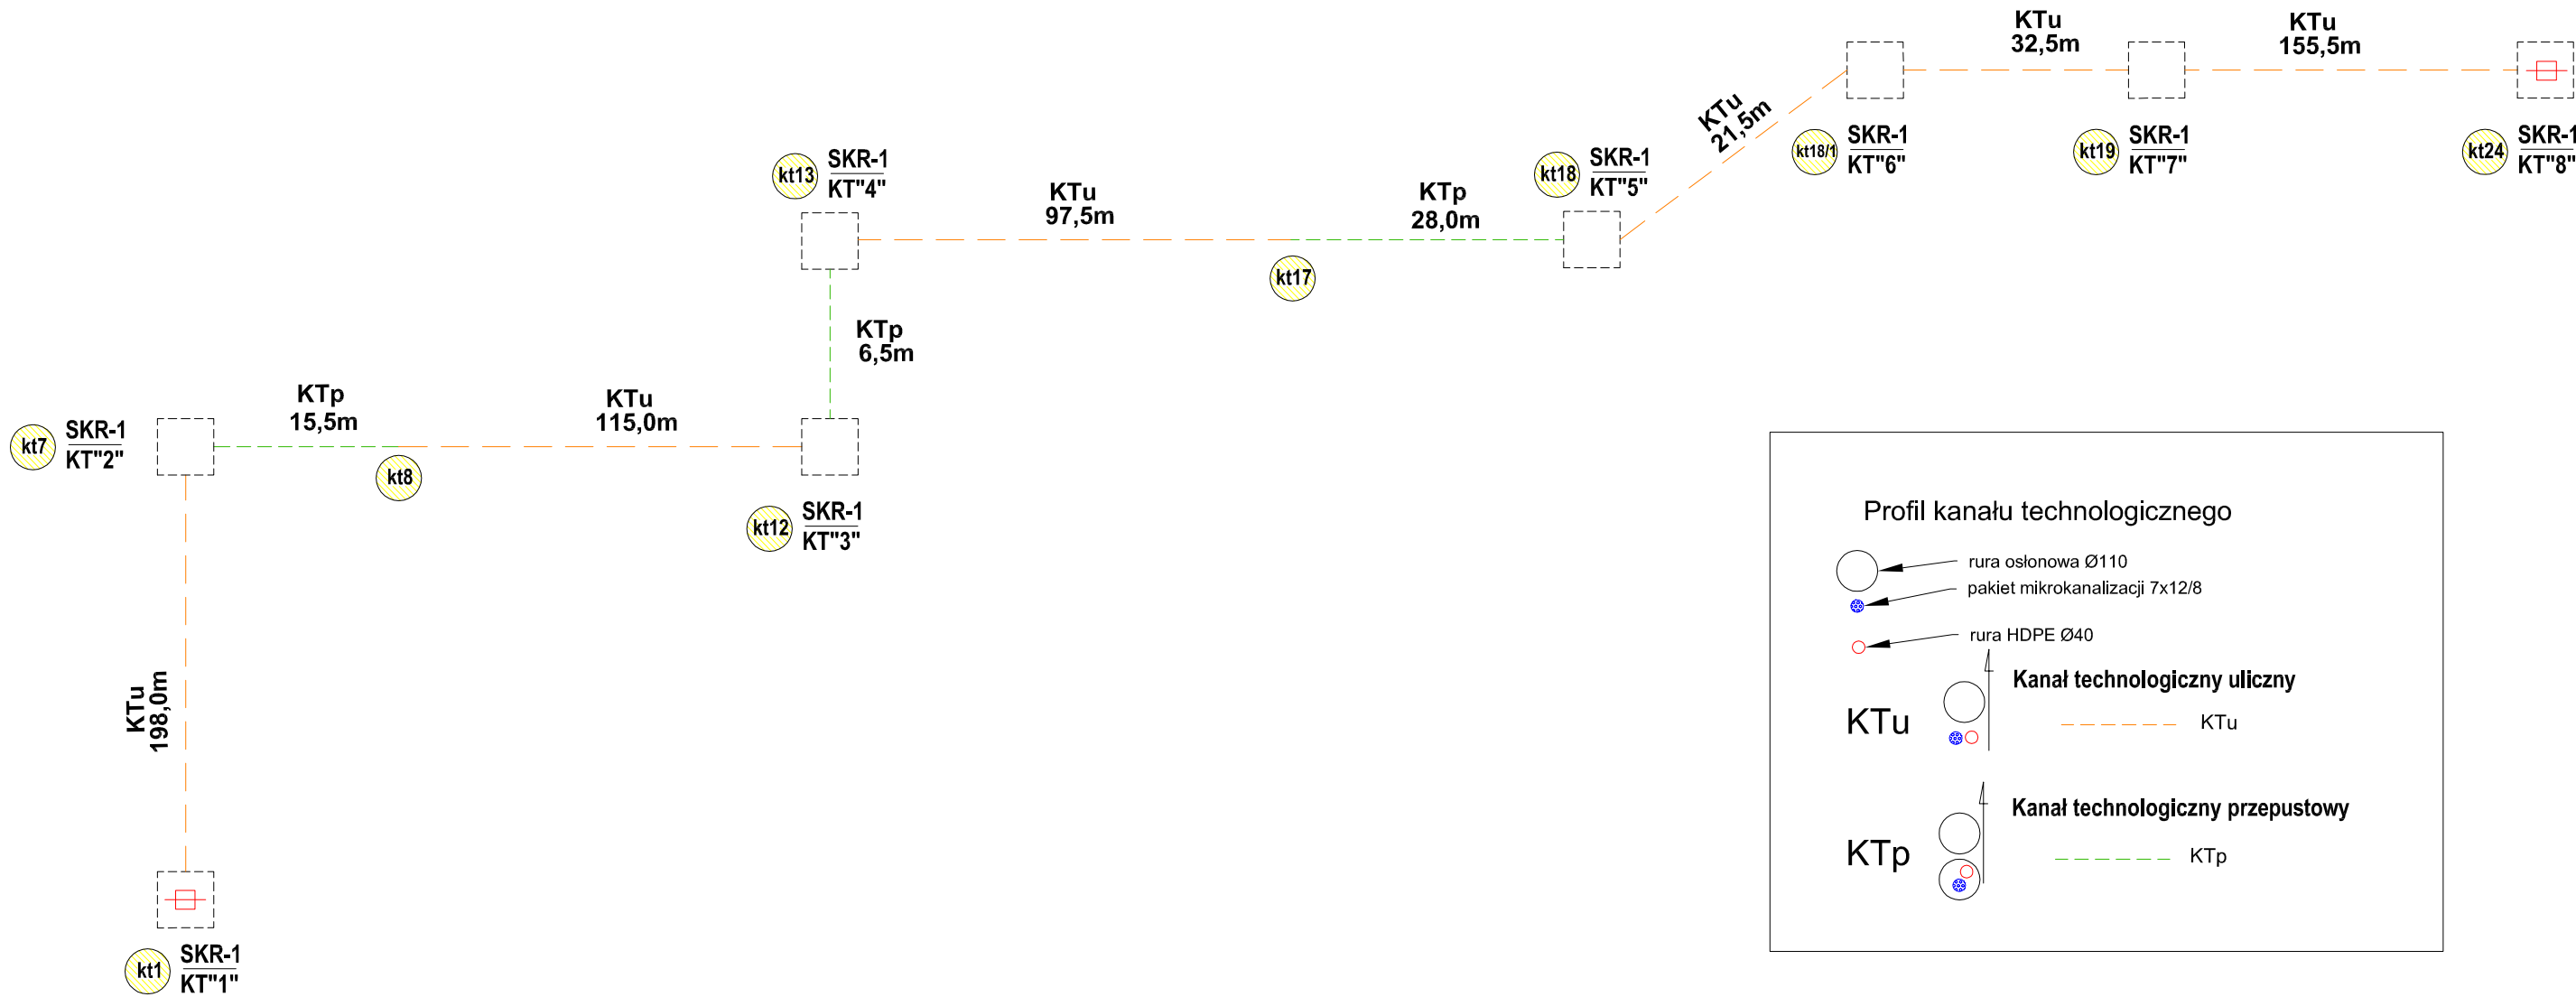 KTu
32,5m
KTu
155,5m
KTu
21,5m
kt18/1
SKR-1
KT"6"
kt19
SKR-1
KT"7"
kt24
SKR-1
KT"8"
kt13
SKR-1
KT"4"
KTu
97,5m
KTp
28,0m
kt18
SKR-1
KT"5"
kt17
KTp
6,5m
kt7
SKR-1
KT"2"
KTp
15,5m
KTu
115,0m
kt8
kt12
SKR-1
KT"3"
KTu
198,0m
kt1
SKR-1
KT"1"
Profil kanału technologicznego
rura osłonowa Ø110
pakiet mikrokanalizacji 7x12/8
rura HDPE Ø40
Kanał technologiczny uliczny
KTu
KTu
Kanał technologiczny przepustowy
KTp
KTp